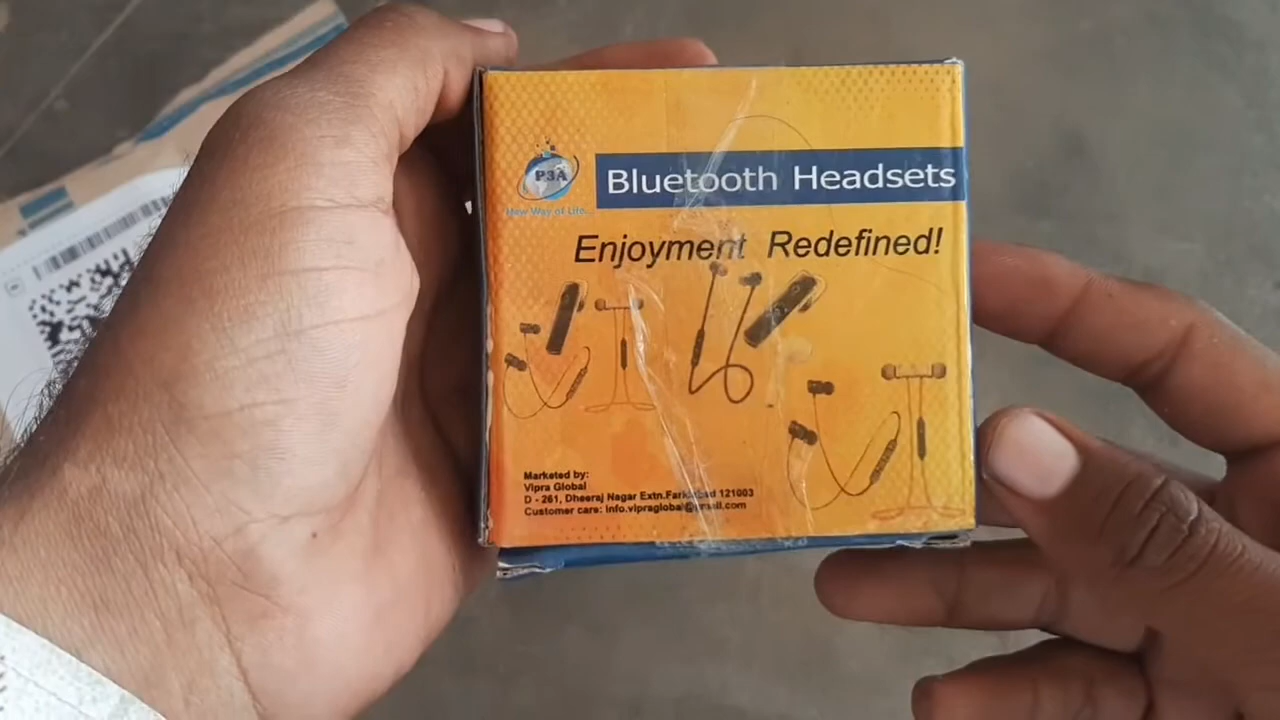 P3A
New Way of Life...
Bluetooth Headsets
Enjoyment Redefined!
Marketed by:
Vipra Global
D - 261, Dheeraj Nagar Extn.Faridabad 121003
Customer care: info.vipraglobal@gmail.com